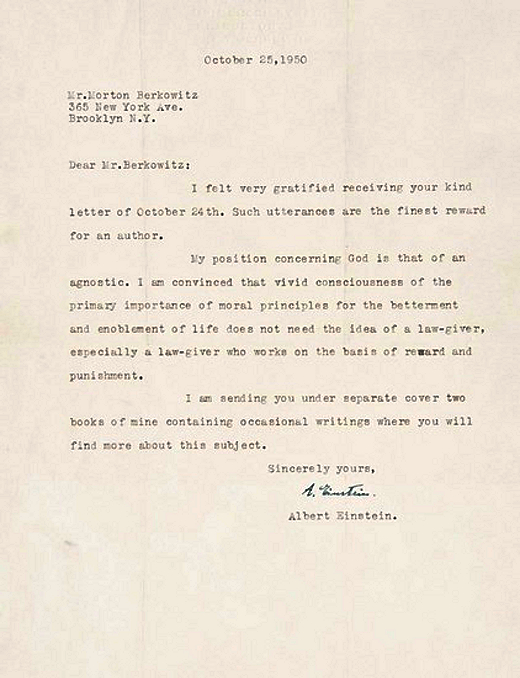 October 25,1950
Mr.Morton Berkowitz
365 New York Ave.
Brooklyn N.Y.
Dear Mr.Berkowitz:
I felt very gratified receiving your kind
letter of October 24th. Such utterances are the finest reward
for an author.
My position concerning God is that of an
agnostic. I am convinced that vivid consciousness of the
primary importance of moral principles for the betterment
and enoblement of life does not need the idea of a law-giver,
especially a law-giver who works on the basis of reward and
punishment.
I am sending you under separate cover two
books of mine containing occasional writings where you will
find more about this subject.
Sincerely yours,
A. Einstein.
Albert Einstein.